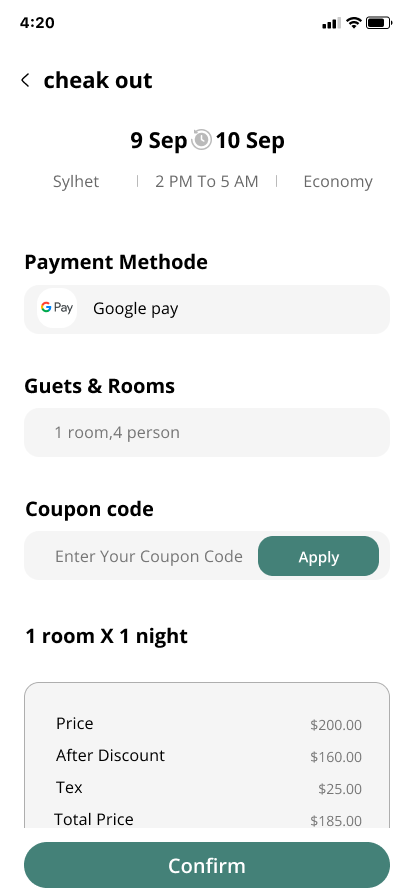 4:20
cheak out
9 Sep 10 Sep
Sylhet 2 PM To 5 AM Economy
Payment Methode
G Pay Google pay
Guets & Rooms
1 room,4 person
Coupon code
Enter Your Coupon Code Apply
1 room X 1 night
Price $200.00
After Discount $160.00
Tex $25.00
Total Price $185.00
Confirm